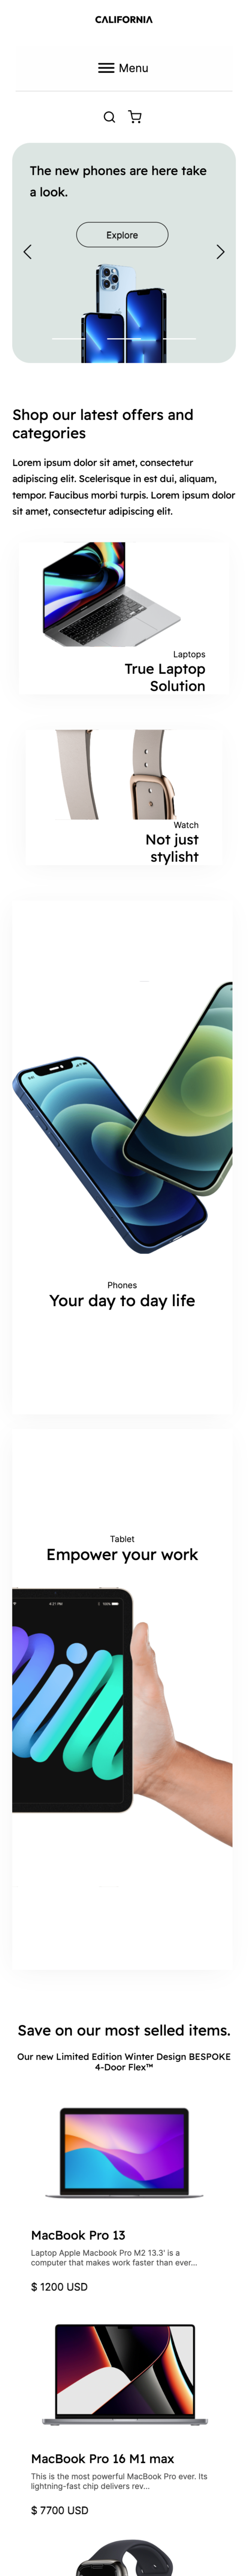 CALIFORNIA
Menu
The new phones are here take
a look.
Explore
Shop our latest offers and
categories
Lorem ipsum dolor sit amet, consectetur
adipiscing elit. Scelerisque in est dui, aliquam,
tempor. Faucibus morbi turpis. Lorem ipsum dolor
sit amet, consectetur adipiscing elit.
Laptops
True Laptop
Solution
Watch
Not just
stylisht
Phones
Your day to day life
Tablet
Empower your work
4:21 PM
Save on our most selled items.
Our new Limited Edition Winter Design BESPOKE
4-Door Flex™
MacBook Pro 13
Laptop Apple Macbook Pro M2 13.3' is a
computer that makes work faster than ever...
$ 1200 USD
MacBook Pro 16 M1 max
This is the most powerful MacBook Pro ever. Its
lightning-fast chip delivers rev...
$ 7700 USD